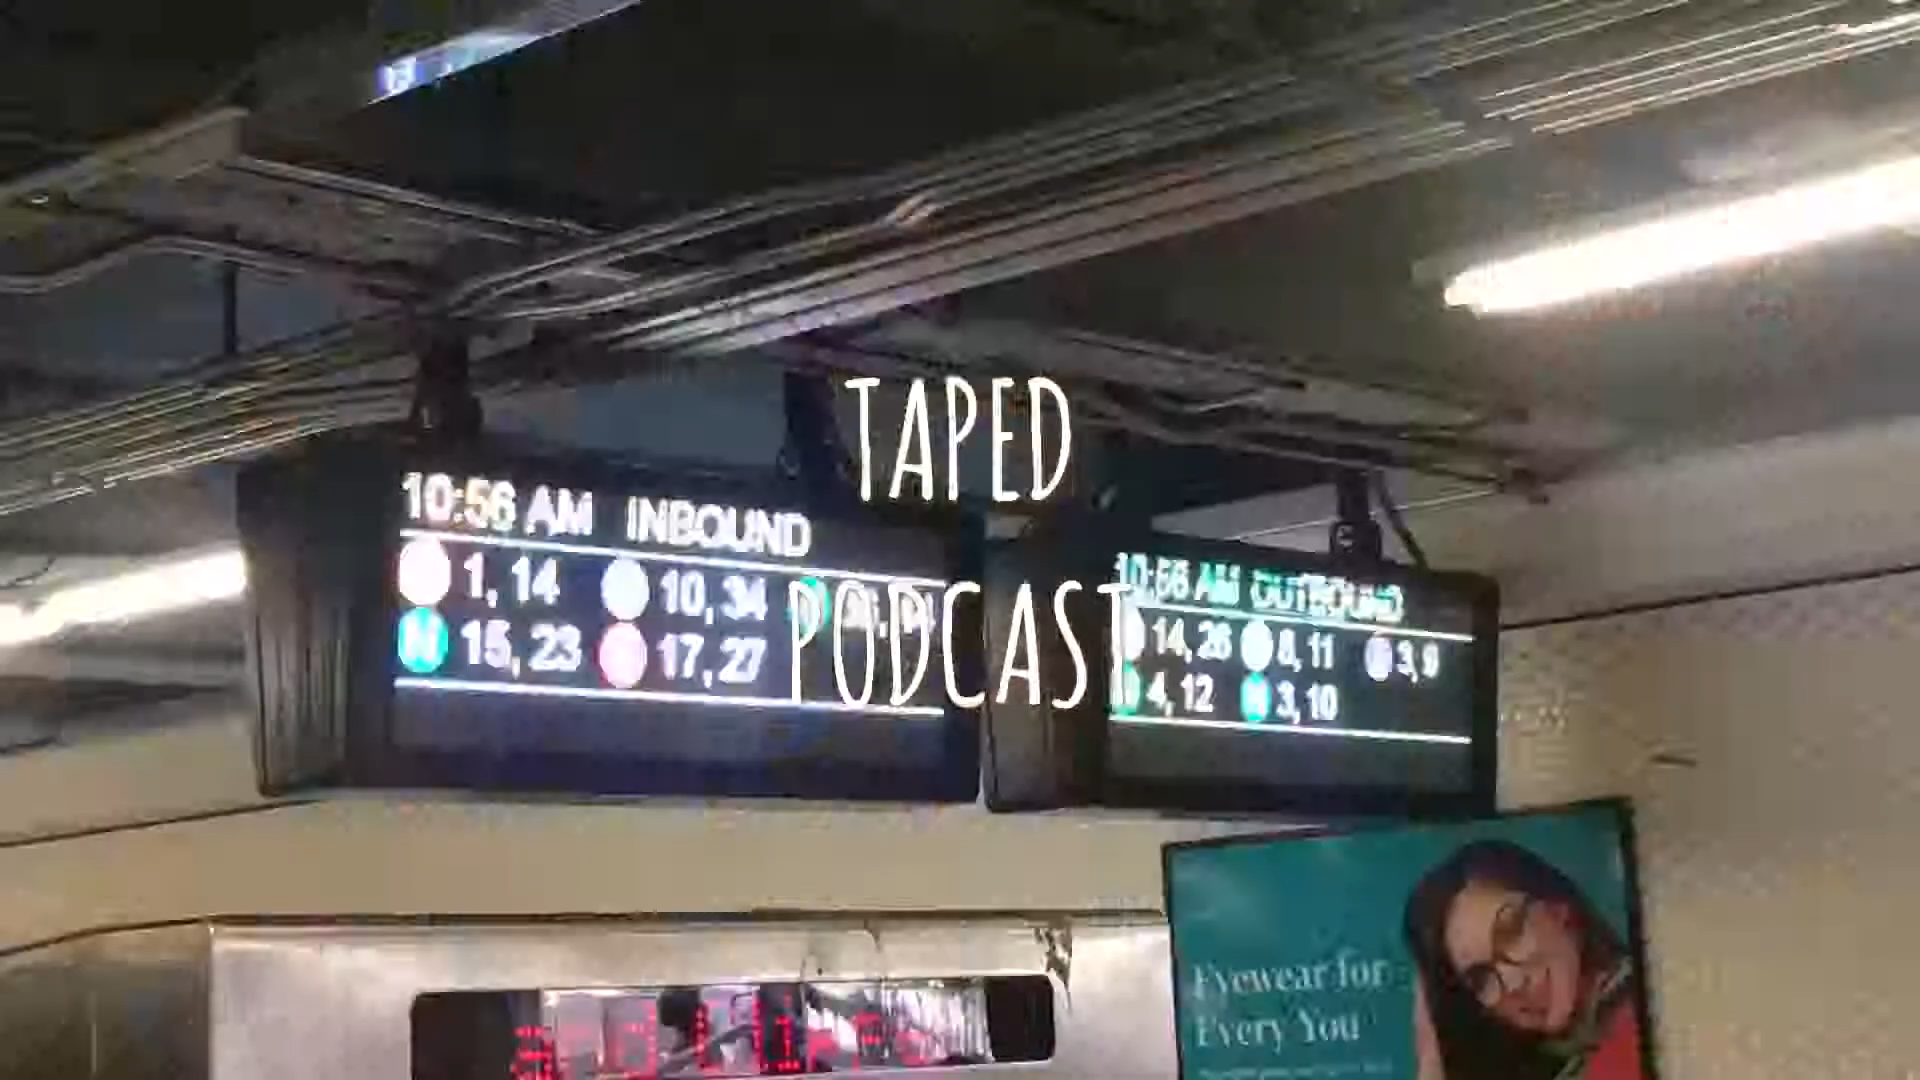 TAPED
PODCAST
10:56 AM INBOUND
1, 14 10, 34
N 15, 23 17, 27
10:56 AM OUTBOUND
14, 26 8, 11 3, 9
4, 12 N 3, 10
Eyewear for
Every You
and